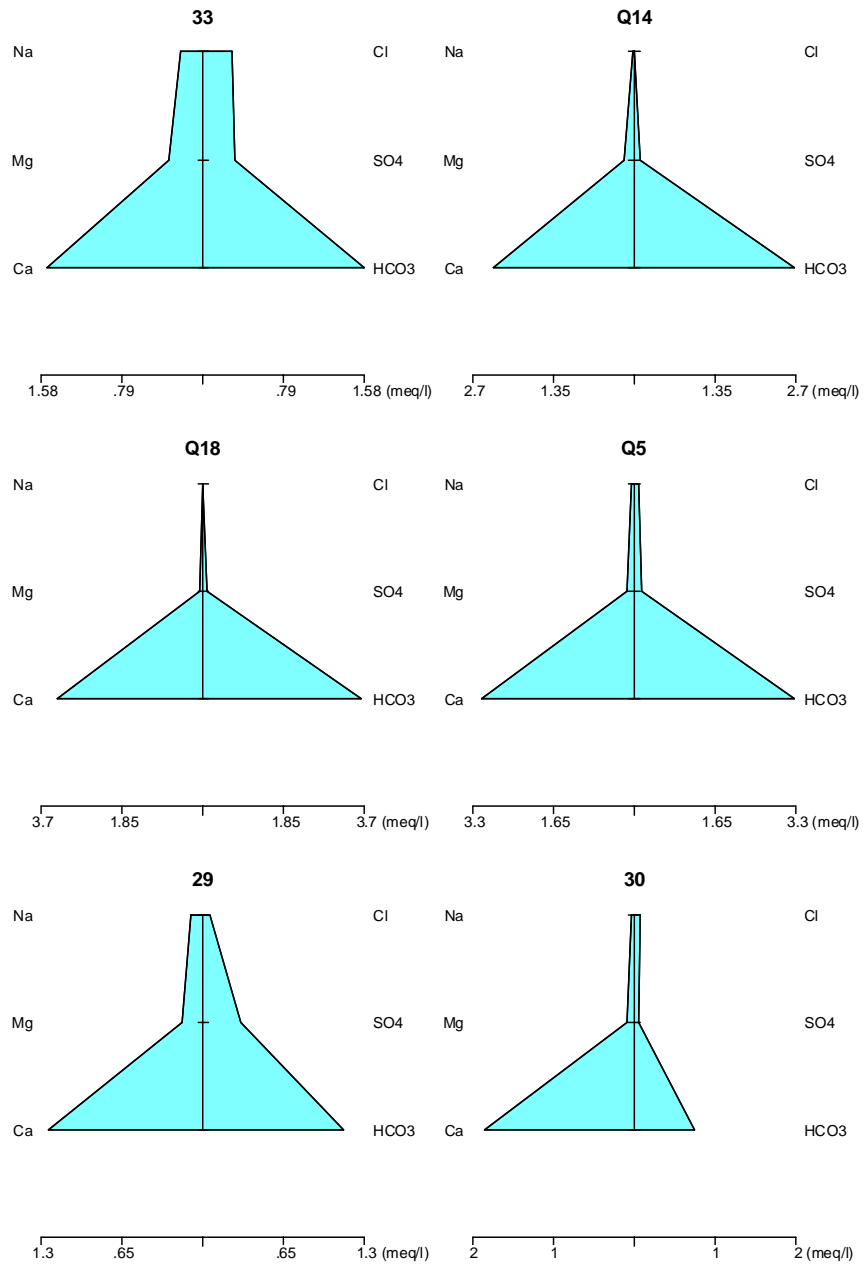 33
Na Cl
Mg SO4
Ca HCO3
1.58 .79 .79 1.58 (meq/l)
Q14
Na Cl
Mg SO4
Ca HCO3
2.7 1.35 1.35 2.7 (meq/l)
Q18
Na Cl
Mg SO4
Ca HCO3
3.7 1.85 1.85 3.7 (meq/l)
Q5
Na Cl
Mg SO4
Ca HCO3
3.3 1.65 1.65 3.3 (meq/l)
29
Na Cl
Mg SO4
Ca HCO3
1.3 .65 .65 1.3 (meq/l)
30
Na Cl
Mg SO4
Ca HCO3
2 1 1 2 (meq/l)